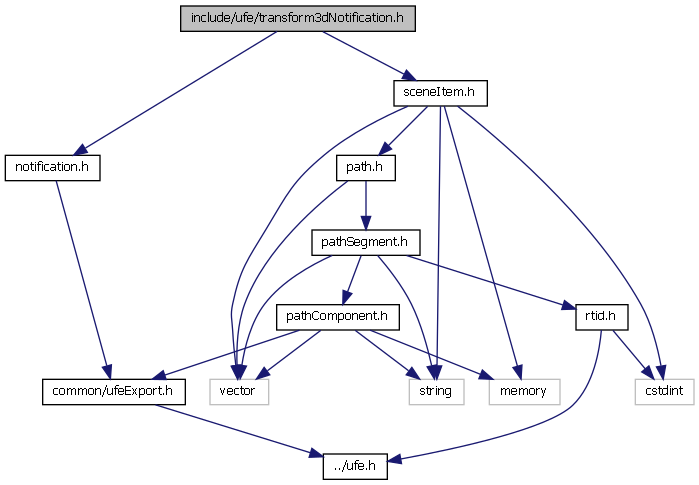 include/ufe/transform3dNotification.h
sceneItem.h
notification.h
path.h
pathSegment.h
pathComponent.h
rtid.h
common/ufeExport.h
vector
string
memory
cstdint
../ufe.h